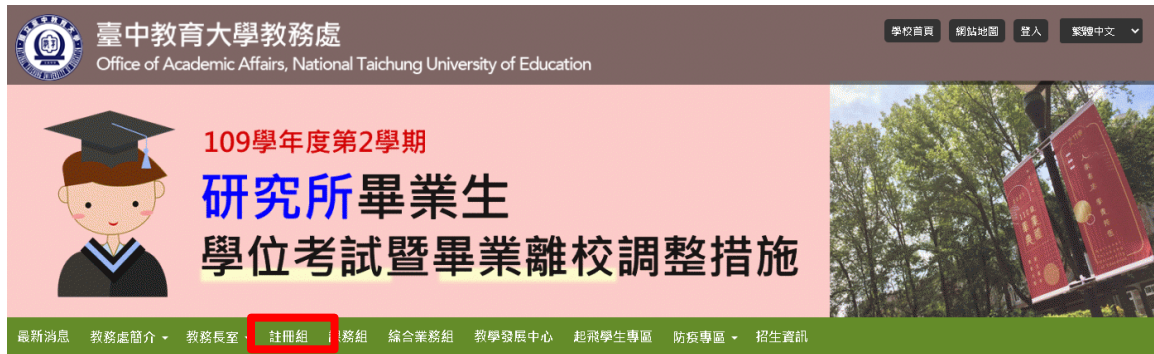 臺中教育大學教務處
Office of Academic Affairs, National Taichung University of Education
學校首頁 網站地圖 登入 繁體中文
109學年度第2學期
研究所畢業生
學位考試暨畢業離校調整措施
最新消息 教務處簡介 教務長室 註冊組 課務組 綜合業務組 教學發展中心 起飛學生專區 防疫專區 招生資訊